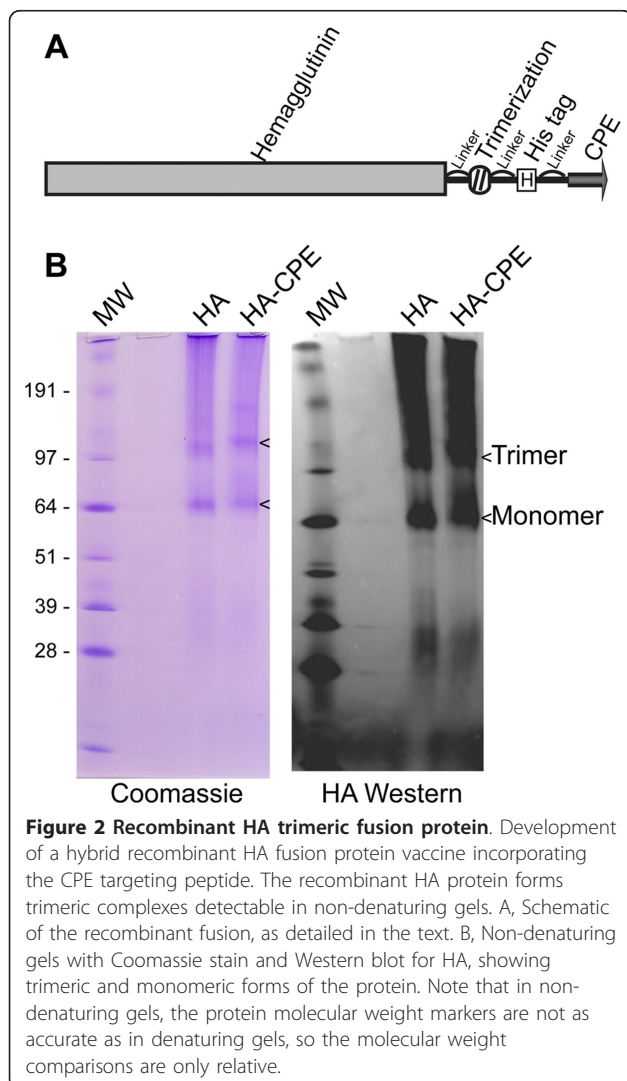 A
Hemagglutinin
Linker
Trimerization
Linker
His tag
Linker
CPE
H
B
MW
HA
HA-CPE
MW
HA
HA-CPE
191 -
97 -
64 -
51 -
39 -
28 -
<
<
<Trimer
<Monomer
Coomassie
HA Western
Figure 2 Recombinant HA trimeric fusion protein. Development
of a hybrid recombinant HA fusion protein vaccine incorporating
the CPE targeting peptide. The recombinant HA protein forms
trimeric complexes detectable in non-denaturing gels. A, Schematic
of the recombinant fusion, as detailed in the text. B, Non-denaturing
gels with Coomassie stain and Western blot for HA, showing
trimeric and monomeric forms of the protein. Note that in non-
denaturing gels, the protein molecular weight markers are not as
accurate as in denaturing gels, so the molecular weight
comparisons are only relative.